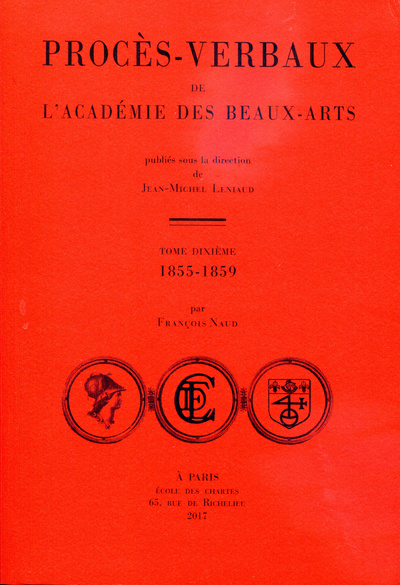 PROCÈS-VERBAUX
DE
L'ACADÉMIE DES BEAUX-ARTS
publiés sous la direction
de
Jean-Michel Leniaud
TOME DIXIÈME
1855-1859
par
François Naud
À PARIS
ÉCOLE DES CHARTES
65, rue de Richelieu
2017